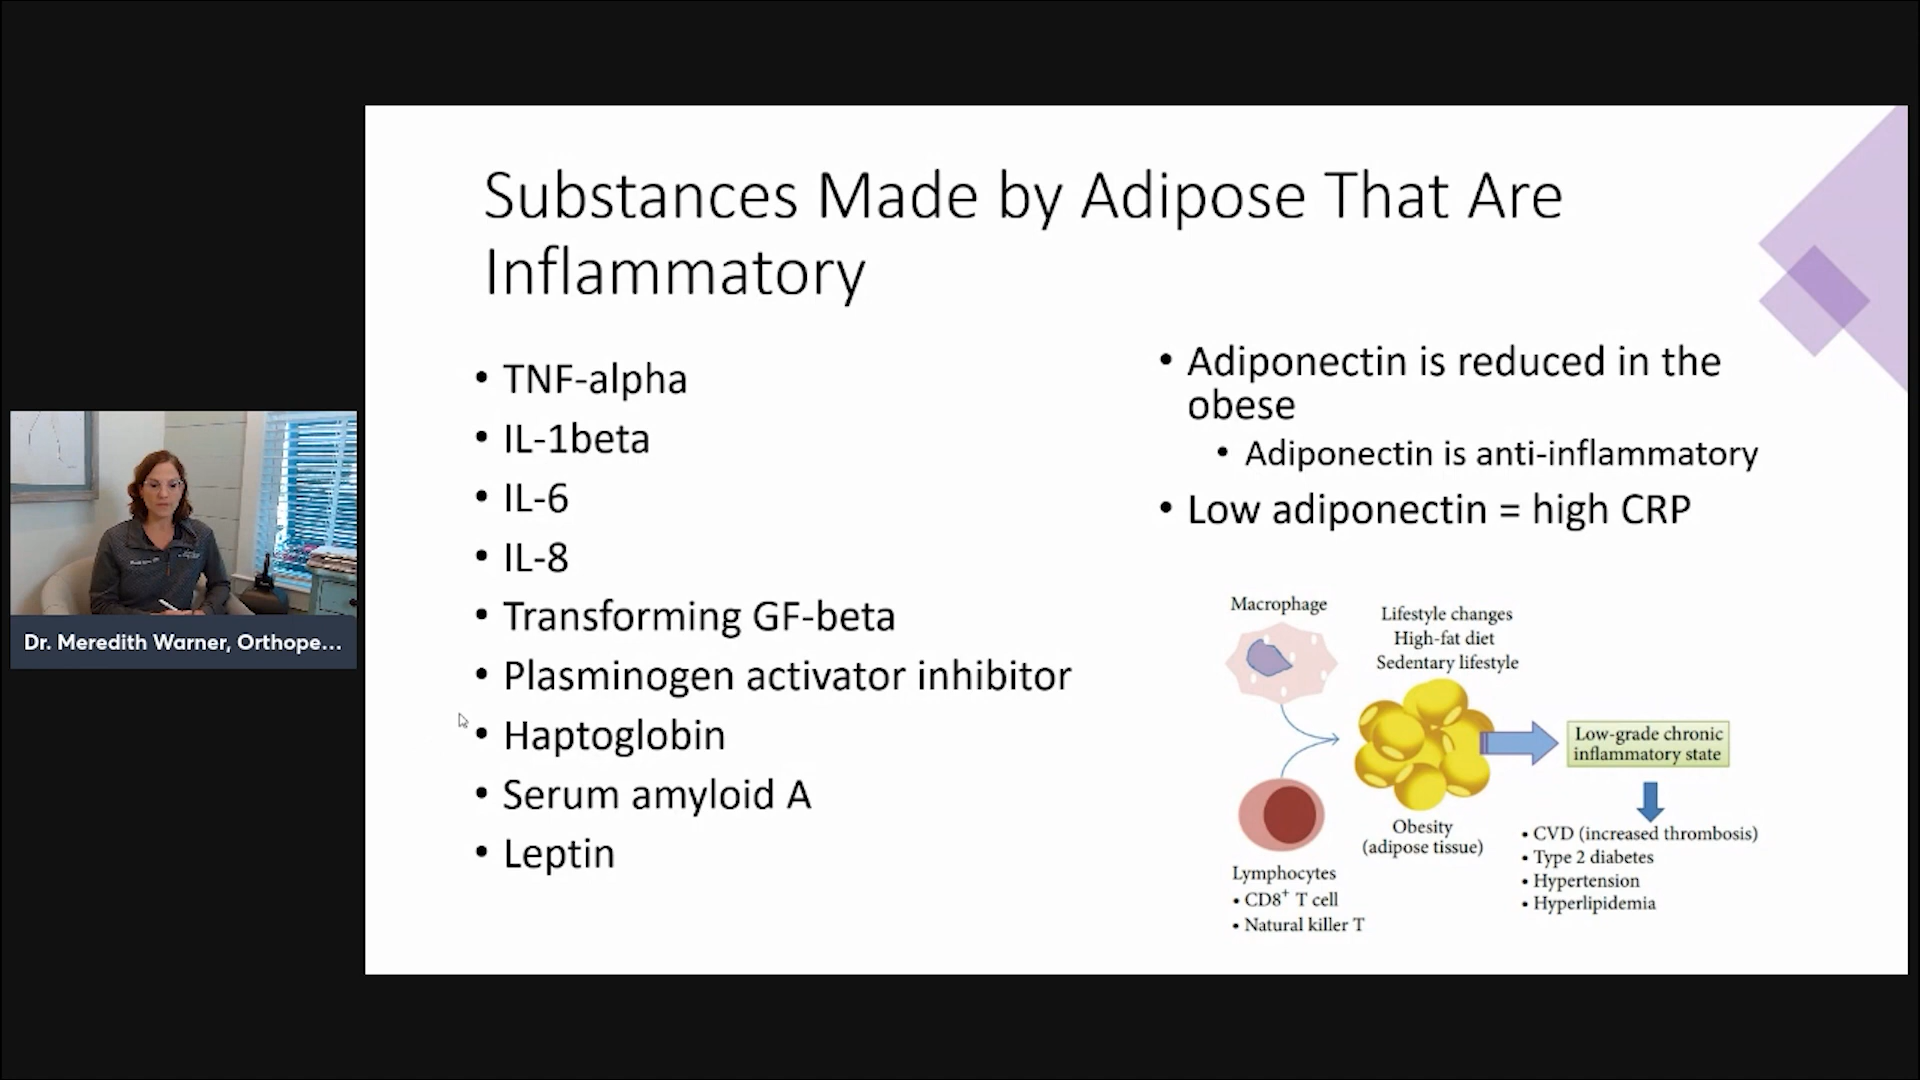 Substances Made by Adipose That Are
Inflammatory
• TNF-alpha
• IL-1beta
• IL-6
• IL-8
• Transforming GF-beta
• Plasminogen activator inhibitor
• Haptoglobin
• Serum amyloid A
• Leptin
• Adiponectin is reduced in the
obese
• Adiponectin is anti-inflammatory
• Low adiponectin = high CRP
Macrophage
Lifestyle changes
High-fat diet
Sedentary lifestyle
Low-grade chronic
inflammatory state
Obesity
(adipose tissue)
Lymphocytes
• CD8⁺ T cell
• Natural killer T
• CVD (increased thrombosis)
• Type 2 diabetes
• Hypertension
• Hyperlipidemia
Dr. Meredith Warner, Orthope...